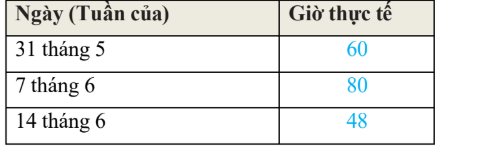 Ngày (Tuần của) Giờ thực tế
31 tháng 5 60
7 tháng 6 80
14 tháng 6 48